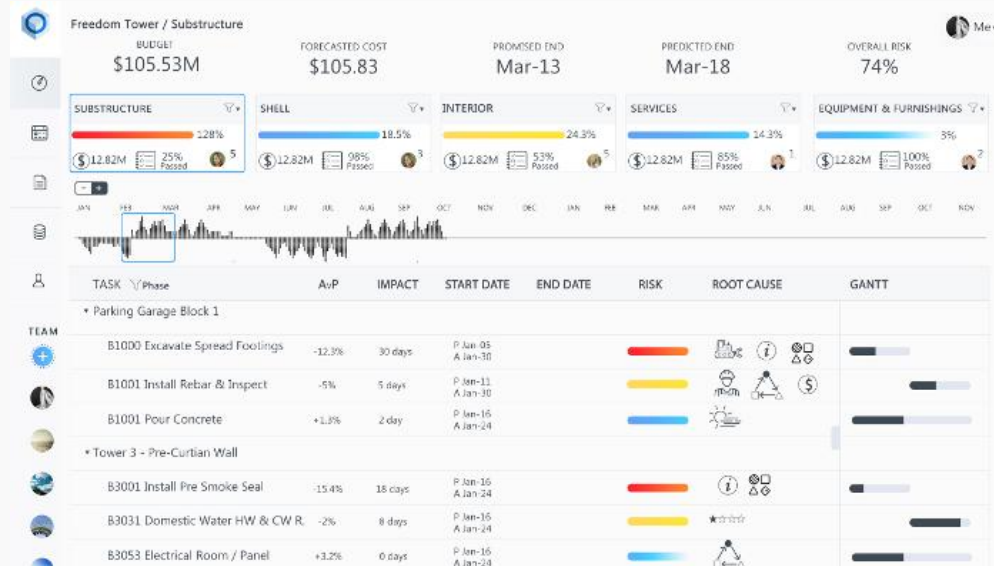 Freedom Tower / Substructure
Me
BUDGET
$105.53M
FORECASTED COST
$105.83
PROMISED END
Mar-13
PREDICTED END
Mar-18
OVERALL RISK
74%
SUBSTRUCTURE
128%
$ 12.82M 25% Passed 5
SHELL
18.5%
$ 12.82M 98% Passed 3
INTERIOR
24.3%
$ 12.82M 53% Passed 5
SERVICES
14.3%
$ 12.82M 85% Passed 1
EQUIPMENT & FURNISHINGS
3%
$ 12.82M 100% Passed 2
- +
JAN FEB MAR APR MAY JUN JUL AUG SEP OCT NOV DEC JAN FEB MAR APR MAY JUN JUL AUG SEP OCT NOV
TASK Phase AvP IMPACT START DATE END DATE RISK ROOT CAUSE GANTT
Parking Garage Block 1
TEAM
B1000 Excavate Spread Footings -12.3% 30 days P Jan-05
A Jan-30
B1001 Install Rebar & Inspect -5% 5 days P Jan-11
A Jan-30
B1001 Pour Concrete +1.3% 2 day P Jan-16
A Jan-24
Tower 3 - Pre-Curtian Wall
B3001 Install Pre Smoke Seal -15.4% 18 days P Jan-16
A Jan-24
B3031 Domestic Water HW & CW R. -2% 8 days P Jan-16
A Jan-24
B3053 Electrical Room / Panel +3.2% 0 days P Jan-16
A Jan-24